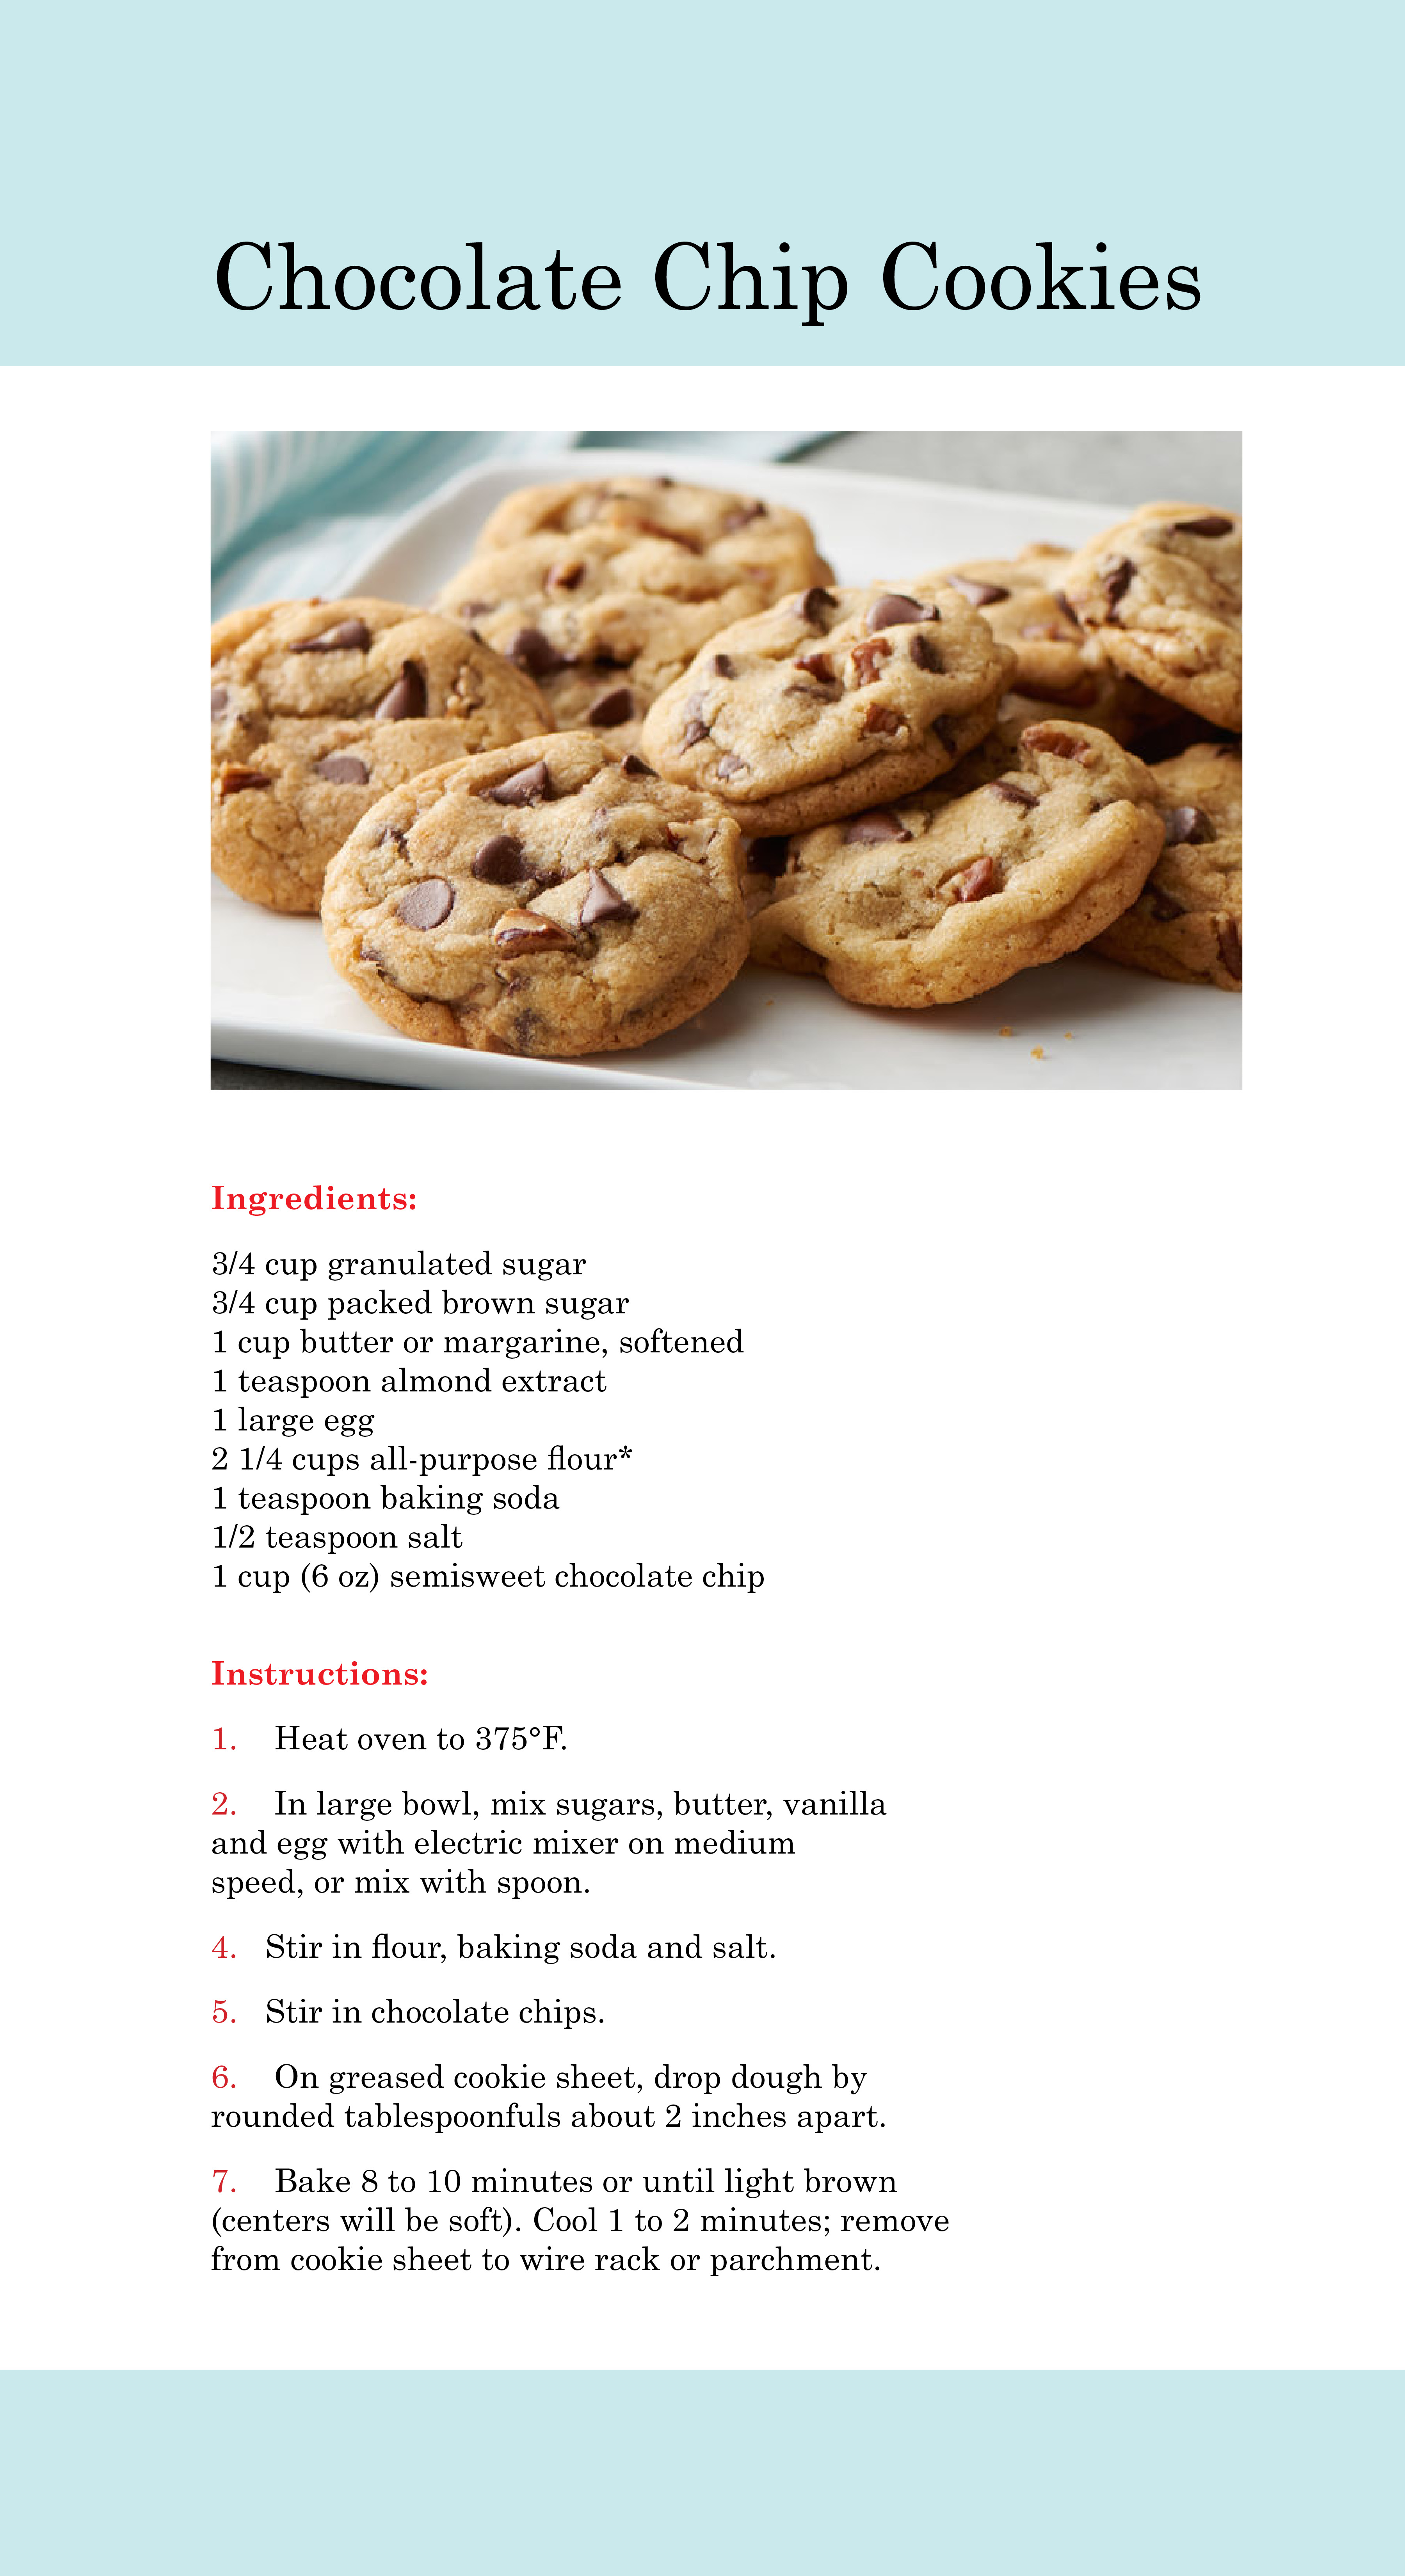 Chocolate Chip Cookies
Ingredients:
3/4 cup granulated sugar
3/4 cup packed brown sugar
1 cup butter or margarine, softened
1 teaspoon almond extract
1 large egg
2 1/4 cups all-purpose flour*
1 teaspoon baking soda
1/2 teaspoon salt
1 cup (6 oz) semisweet chocolate chip
Instructions:
1. Heat oven to 375°F.
2. In large bowl, mix sugars, butter, vanilla
and egg with electric mixer on medium
speed, or mix with spoon.
4. Stir in flour, baking soda and salt.
5. Stir in chocolate chips.
6. On greased cookie sheet, drop dough by
rounded tablespoonfuls about 2 inches apart.
7. Bake 8 to 10 minutes or until light brown
(centers will be soft). Cool 1 to 2 minutes; remove
from cookie sheet to wire rack or parchment.